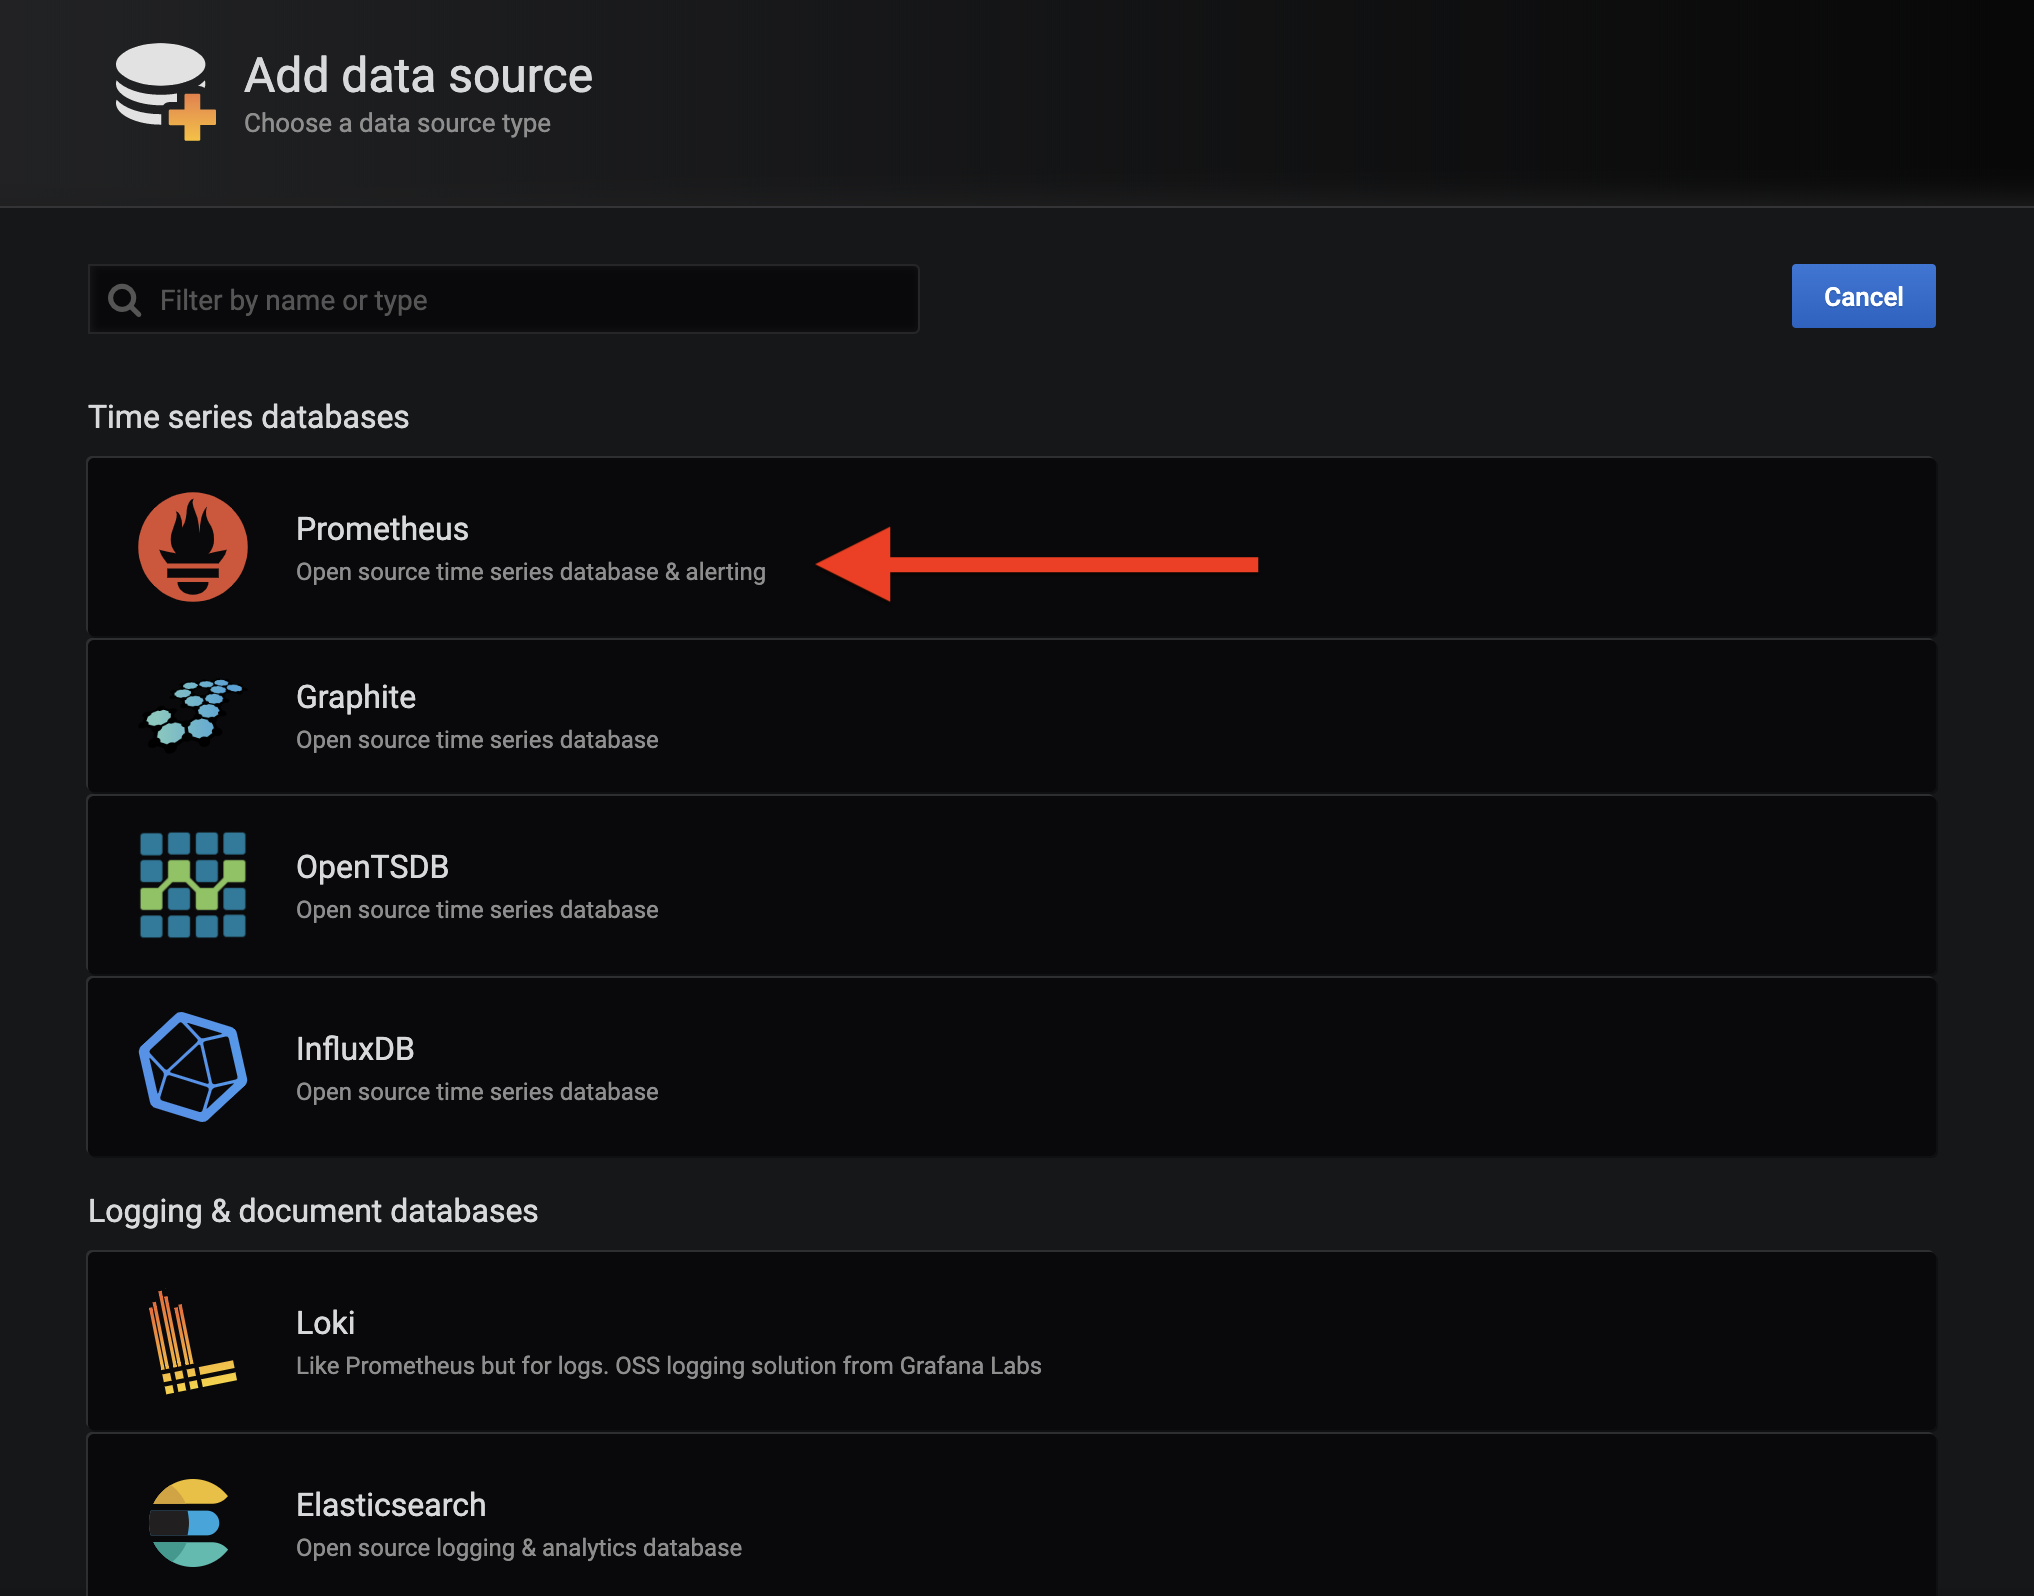 Add data source
Choose a data source type
Filter by name or type
Cancel
Time series databases
Prometheus
Open source time series database & alerting
Graphite
Open source time series database
OpenTSDB
Open source time series database
InfluxDB
Open source time series database
Logging & document databases
Loki
Like Prometheus but for logs. OSS logging solution from Grafana Labs
Elasticsearch
Open source logging & analytics database